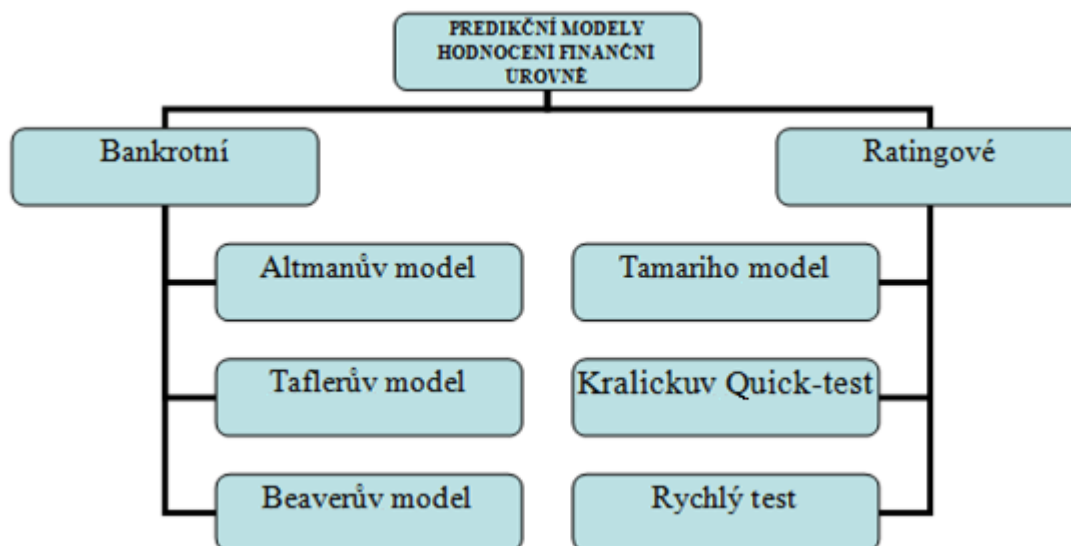 PREDIKČNÍ MODELY
HODNOCENÍ FINANČNÍ
ÚROVNĚ
Bankrotní
Ratingové
Altmanův model
Tamariho model
Taflerův model
Kralickuv Quick-test
Beaverův model
Rychlý test